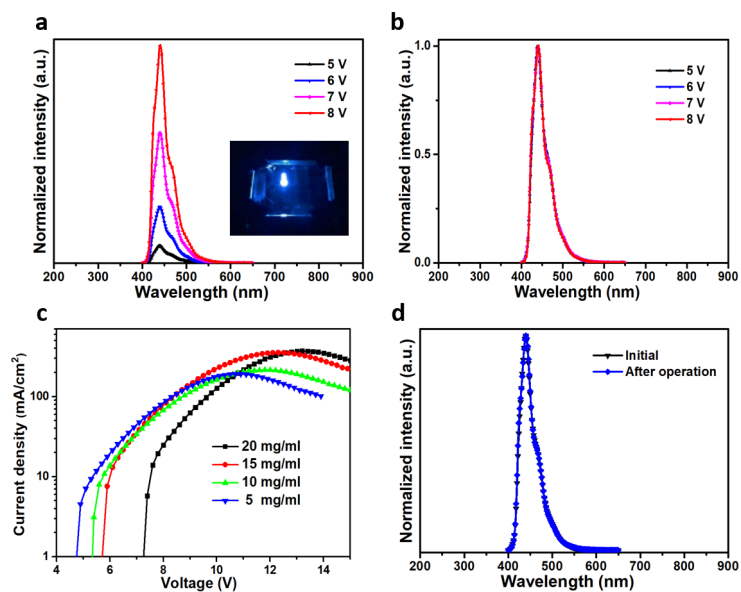 a
Normalized intensity (a.u.)
5 V
6 V
7 V
8 V
200 300 400 500 600 700 800 900
Wavelength (nm)
b
Normalized intensity (a.u.)
1.0
0.5
0.0
5 V
6 V
7 V
8 V
200 300 400 500 600 700 800 900
Wavelength (nm)
c
Current density (mA/cm²)
100
10
1
20 mg/ml
15 mg/ml
10 mg/ml
5 mg/ml
4 6 8 10 12 14
Voltage (V)
d
Normalized intensity (a.u.)
Initial
After operation
200 300 400 500 600 700 800 900
Wavelength (nm)